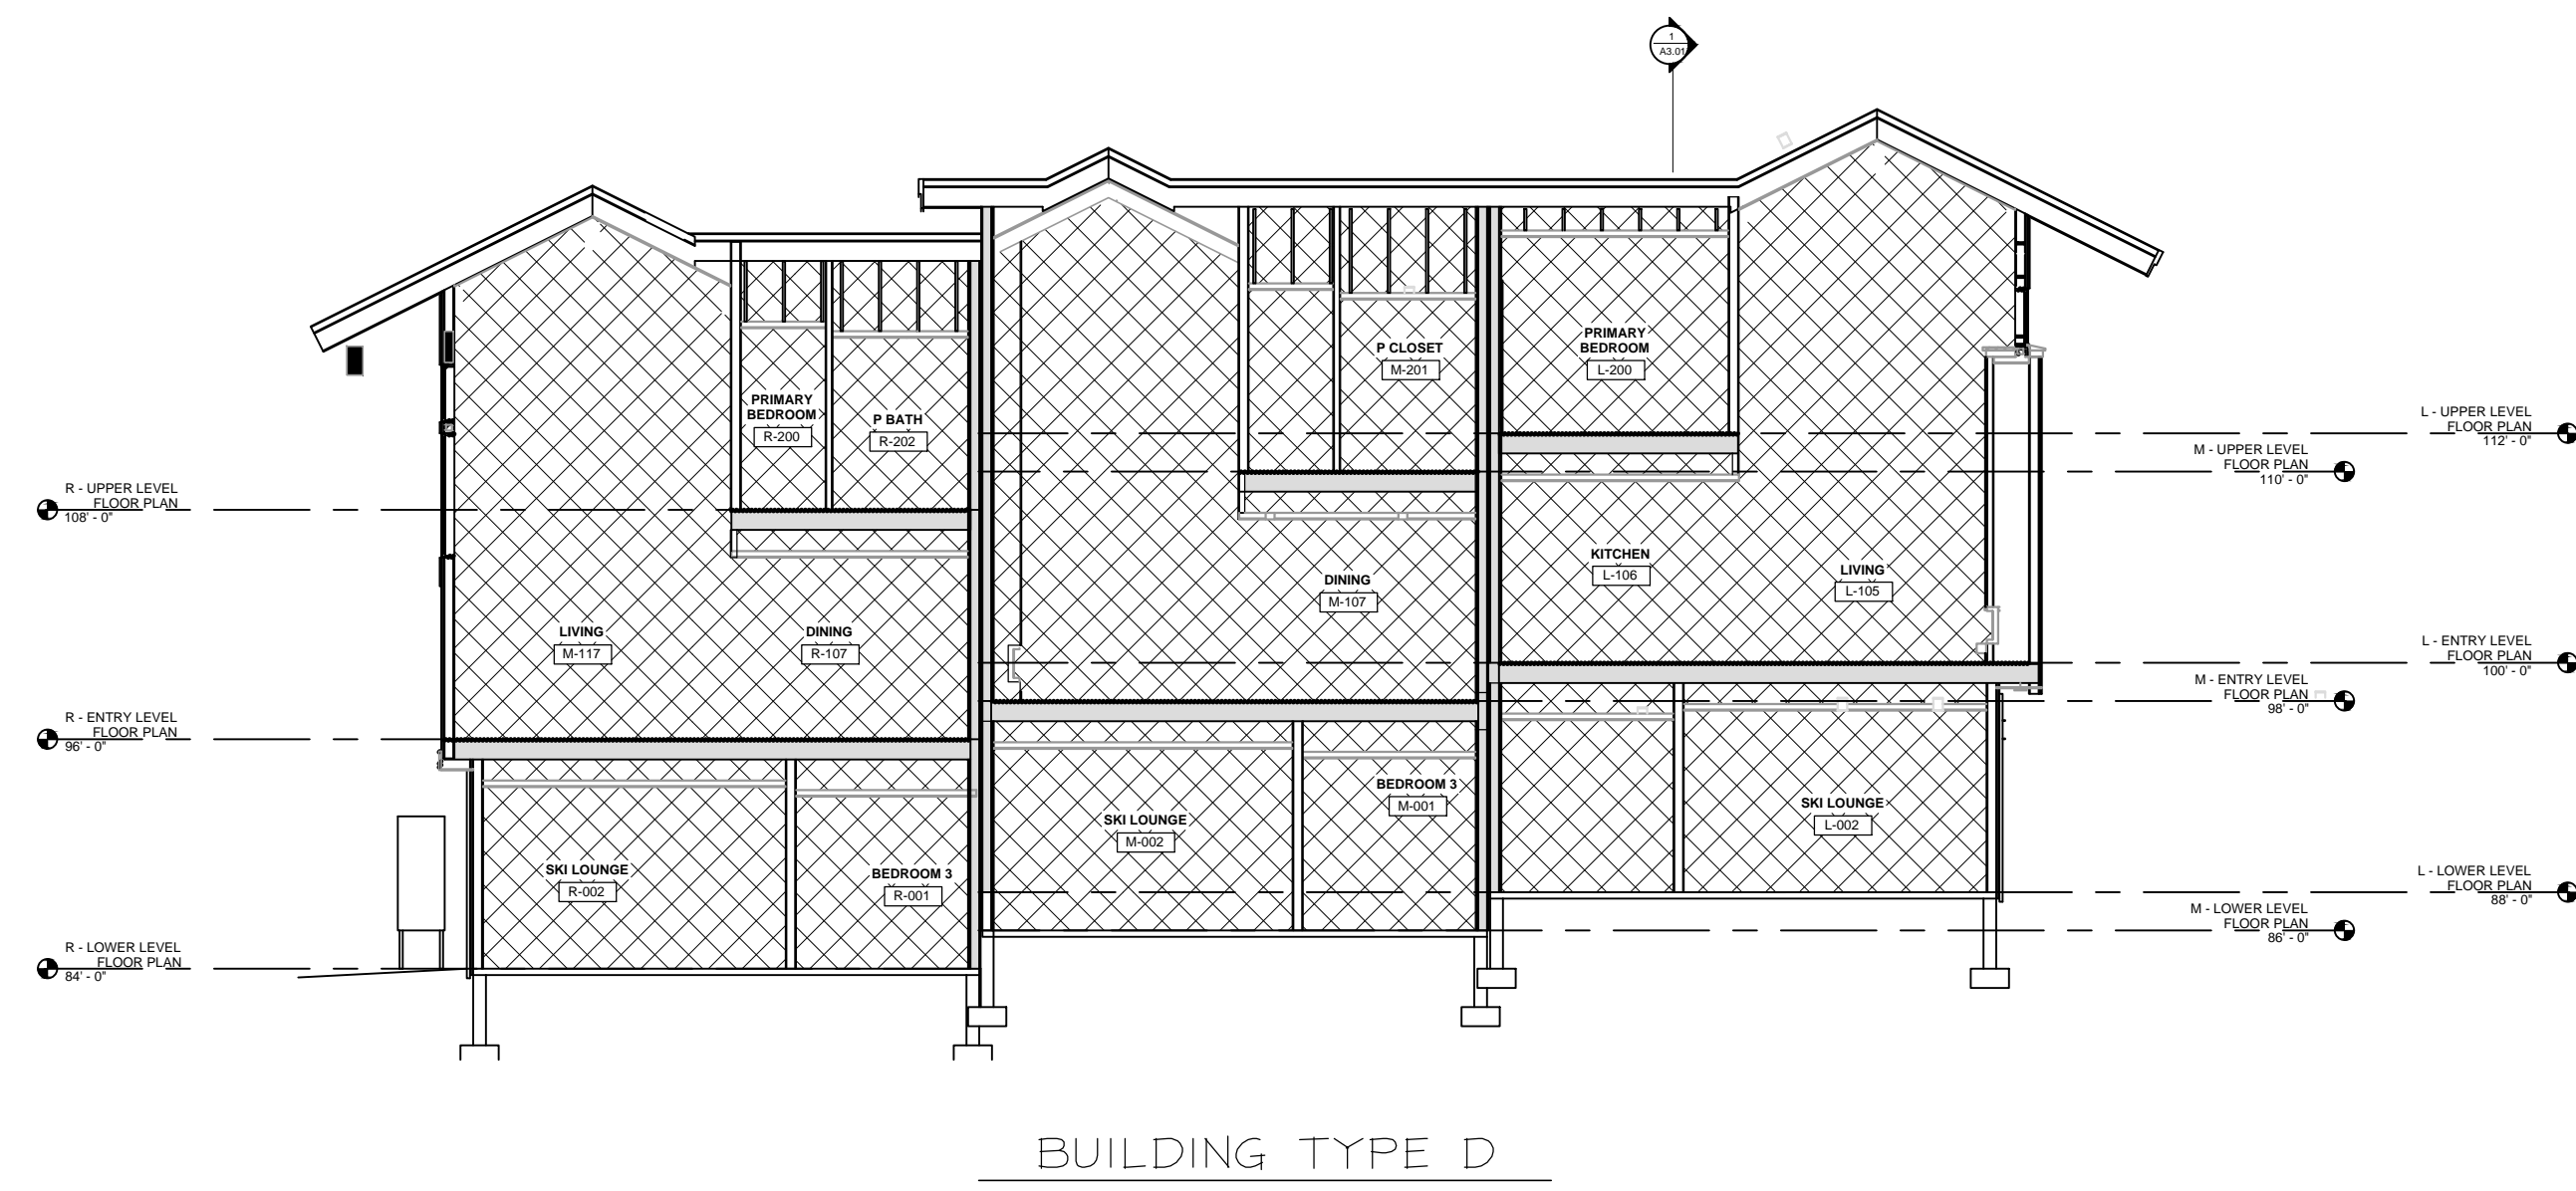 1
A3.01
PRIMARY
BEDROOM
L-200
P CLOSET
M-201
PRIMARY
BEDROOM
R-200
P BATH
R-202
L - UPPER LEVEL
FLOOR PLAN
112' - 0"
M - UPPER LEVEL
FLOOR PLAN
110' - 0"
R - UPPER LEVEL
FLOOR PLAN
108' - 0"
KITCHEN
L-106
LIVING
L-105
DINING
M-107
LIVING
M-117
DINING
R-107
L - ENTRY LEVEL
FLOOR PLAN
100' - 0"
M - ENTRY LEVEL
FLOOR PLAN
98' - 0"
R - ENTRY LEVEL
FLOOR PLAN
96' - 0"
BEDROOM 3
M-001
SKI LOUNGE
M-002
SKI LOUNGE
L-002
SKI LOUNGE
R-002
BEDROOM 3
R-001
L - LOWER LEVEL
FLOOR PLAN
88' - 0"
M - LOWER LEVEL
FLOOR PLAN
86' - 0"
R - LOWER LEVEL
FLOOR PLAN
84' - 0"
BUILDING TYPE D